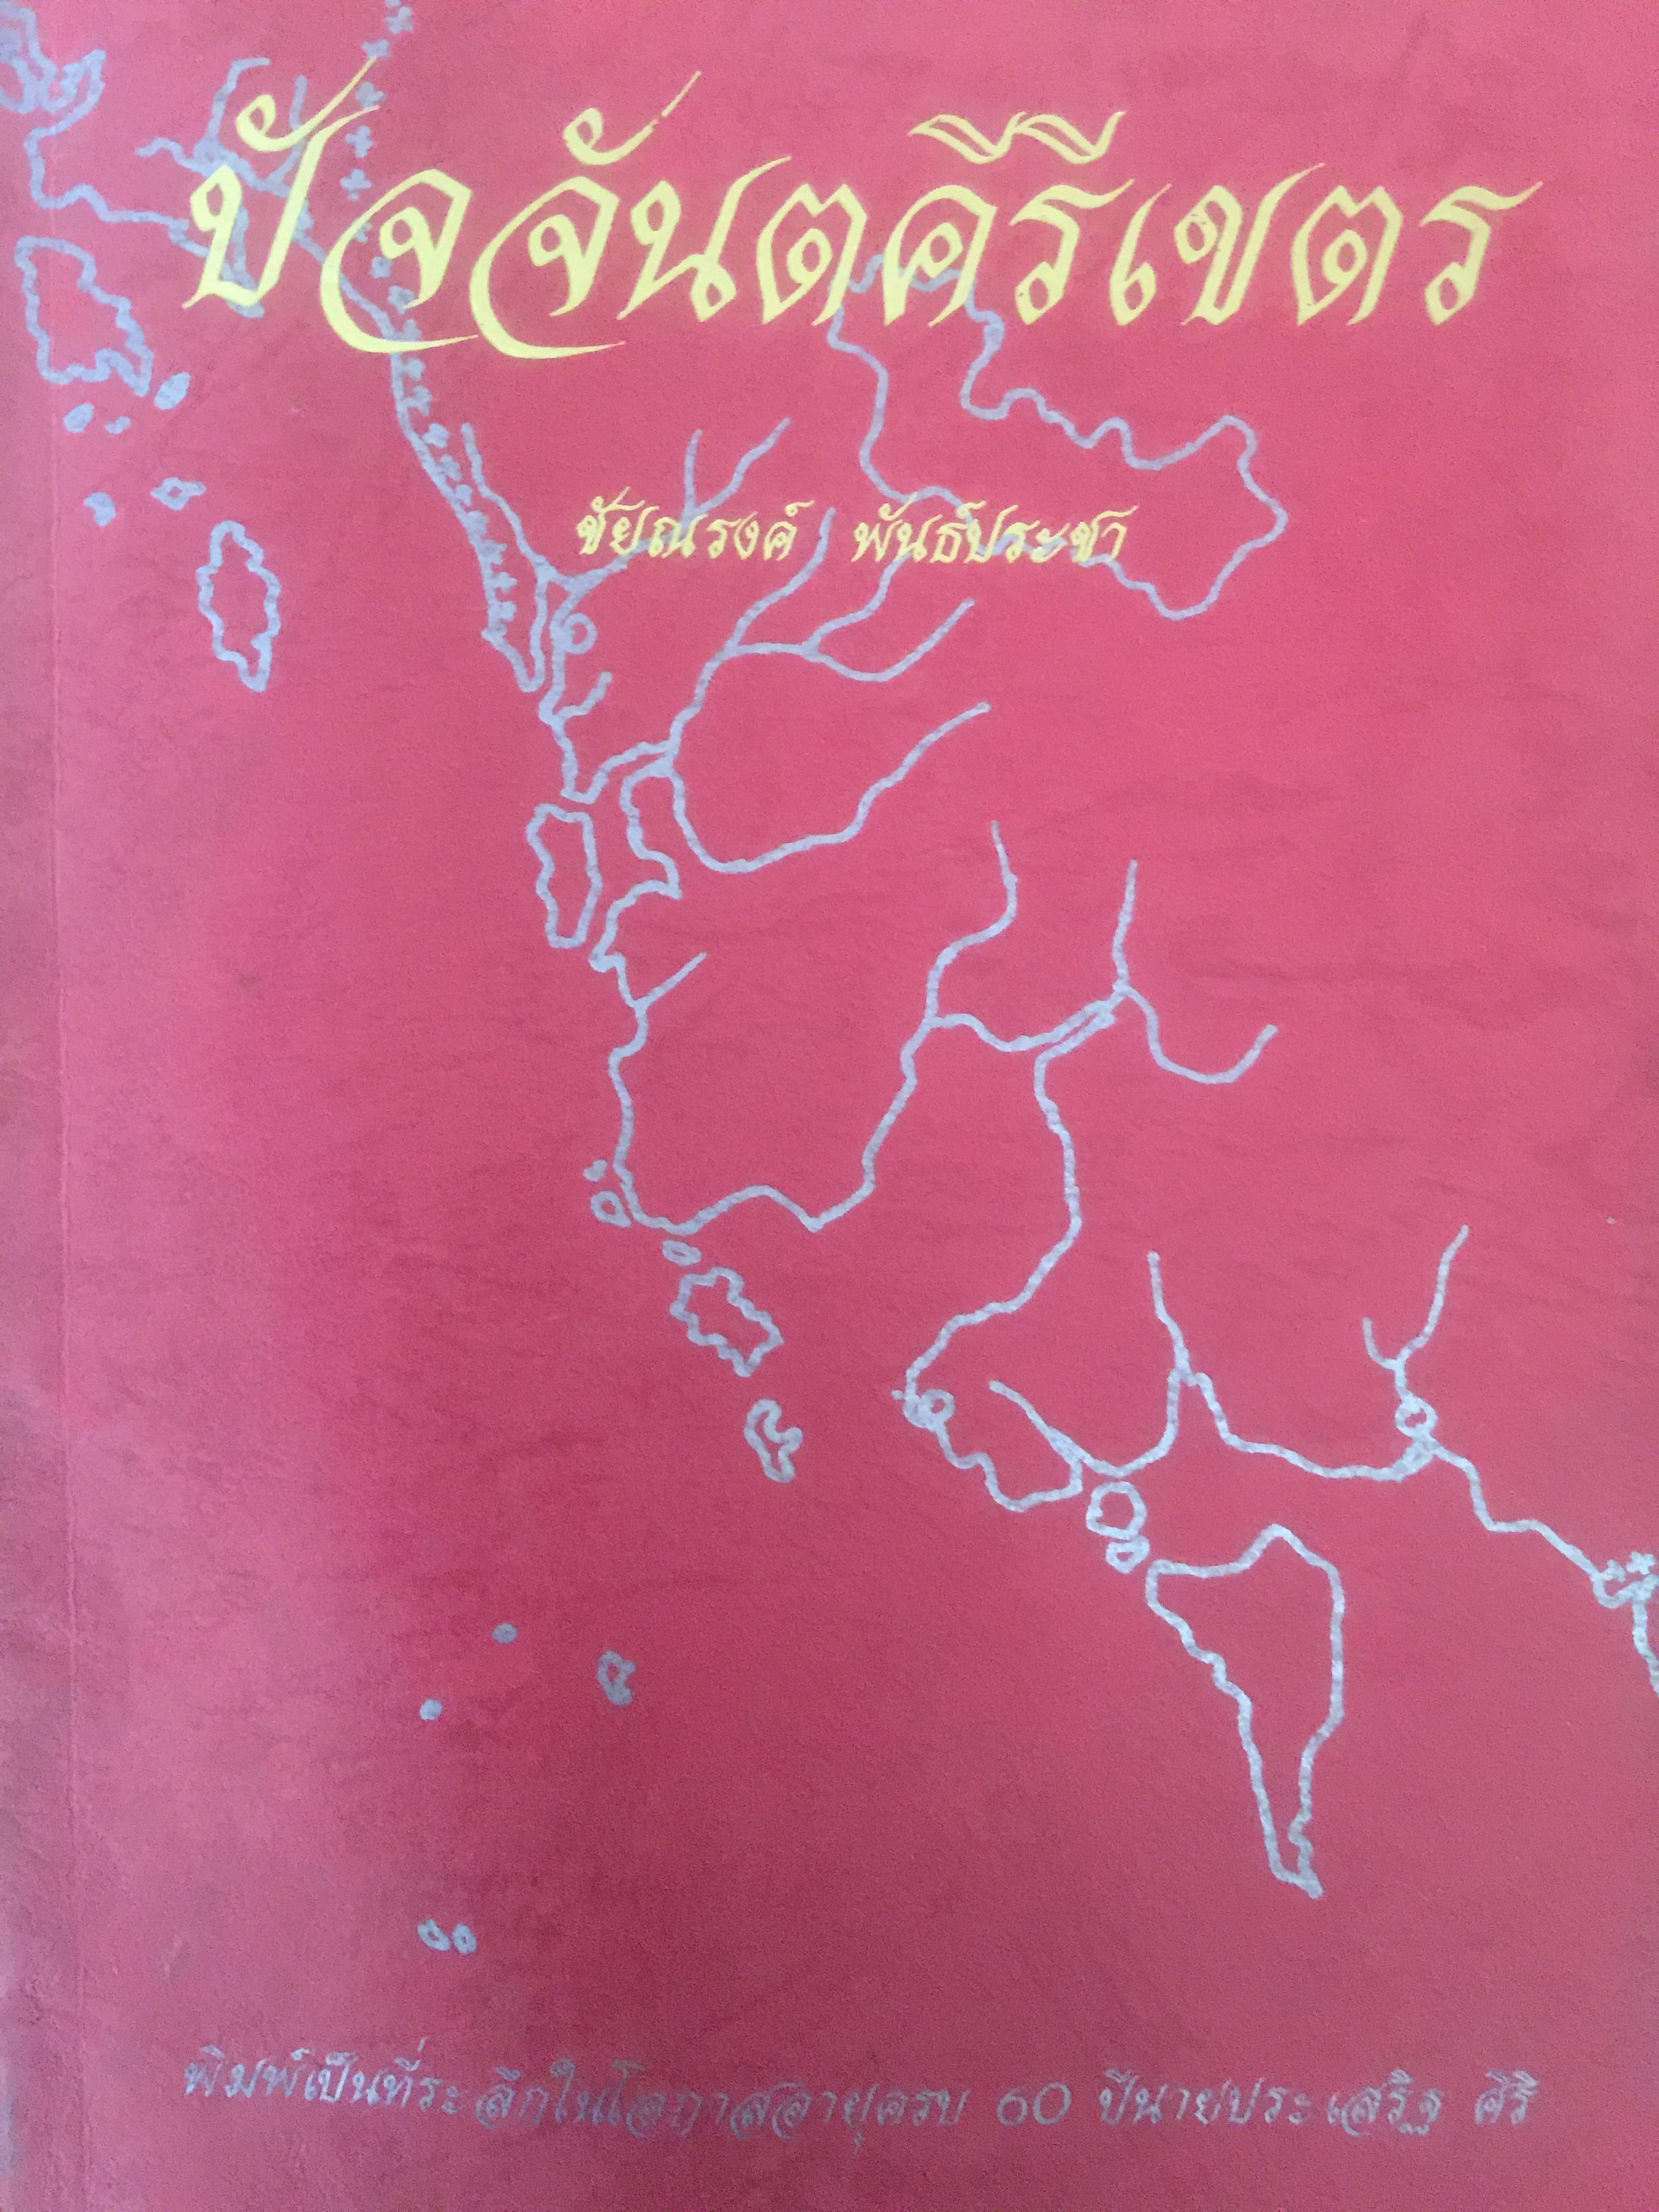 ปัจจันตคีรีเขตร
ชัยณรงค์ พันธ์ประชา
พิมพ์เป็นที่ระลึกในโอกาสอายุครบ 60 ปีนายประเสริฐ ศิริ